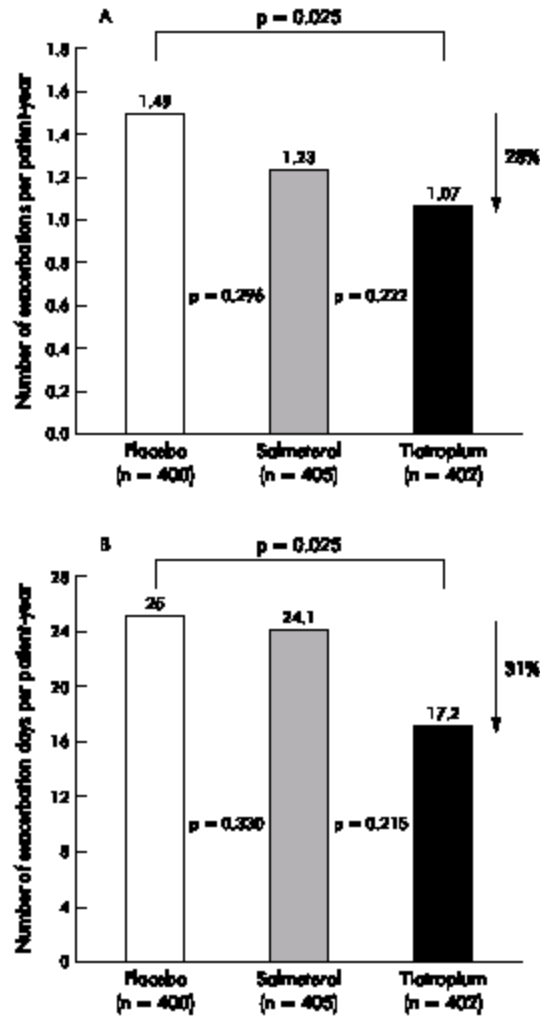 A
p = 0.025
Number of exacerbations per patient-year
1.8
1.6
1.4
1.2
1.0
0.8
0.6
0.4
0.2
0.0
1.49
1.23
1.07
28%
p = 0.296
p = 0.222
Placebo
(n = 400)
Salmeterol
(n = 405)
Tiotropium
(n = 402)
B
p = 0.025
Number of exacerbation days per patient-year
28
24
20
16
12
8
4
0
25
24.1
17.2
31%
p = 0.330
p = 0.215
Placebo
(n = 400)
Salmeterol
(n = 405)
Tiotropium
(n = 402)